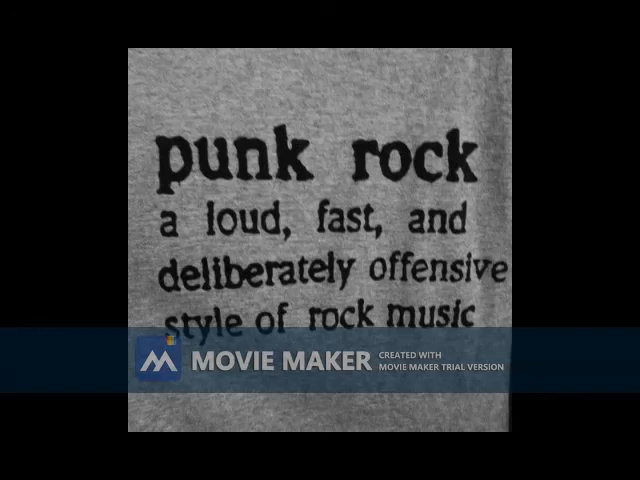 punk rock
a loud, fast, and
deliberately offensive
style of rock music
MOVIE MAKER
CREATED WITH
MOVIE MAKER TRIAL VERSION